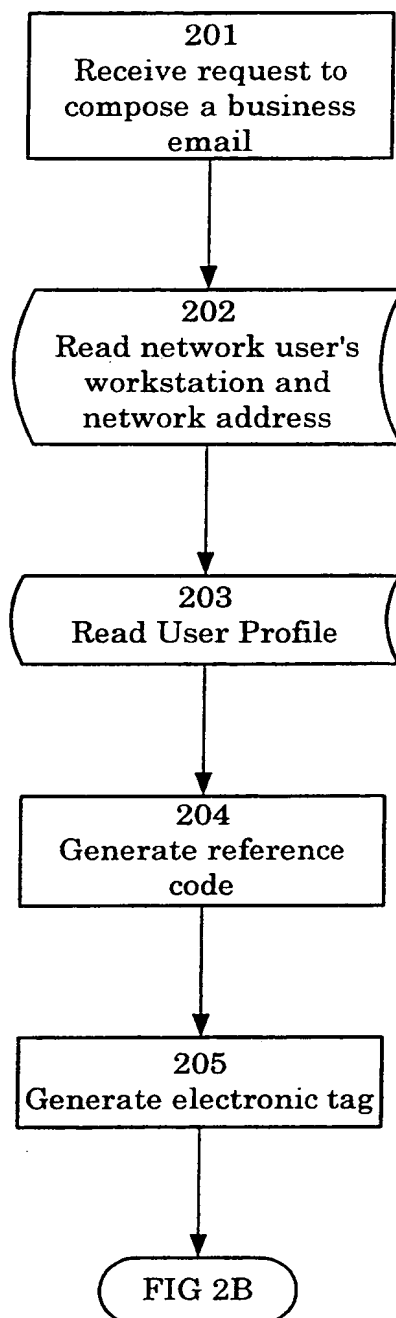 201
Receive request to
compose a business
email
202
Read network user's
workstation and
network address
203
Read User Profile
204
Generate reference
code
205
Generate electronic tag
FIG 2B